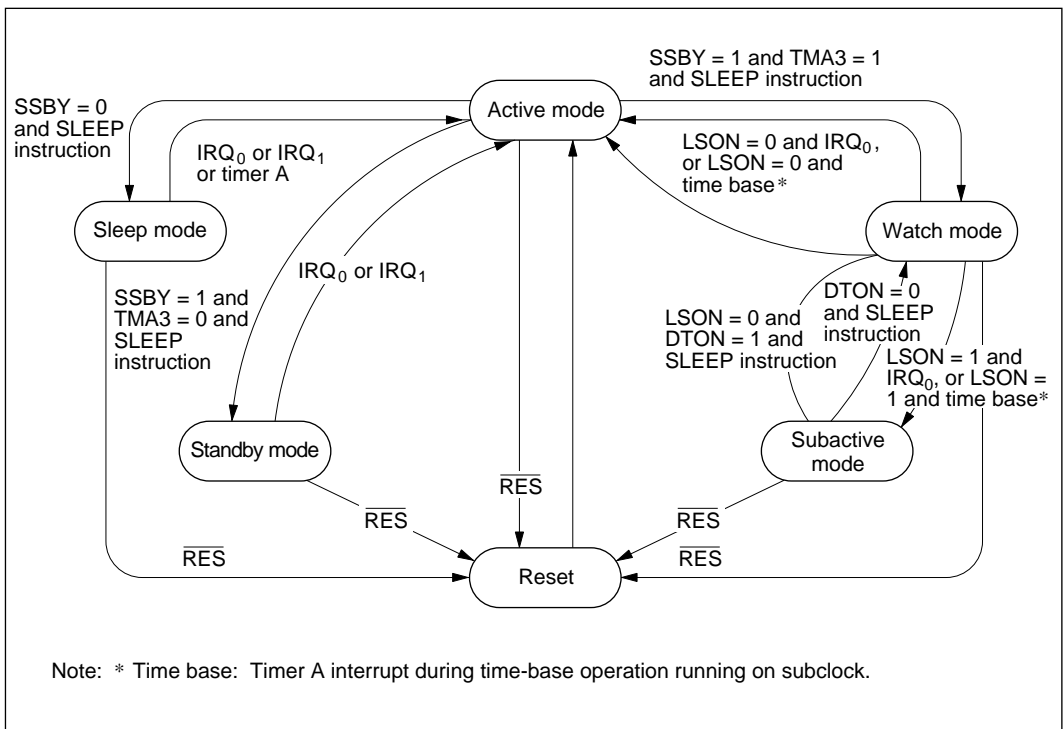 SSBY = 1 and TMA3 = 1
and SLEEP instruction
Active mode
SSBY = 0
and SLEEP
instruction
IRQ0 or IRQ1
or timer A
LSON = 0 and IRQ0,
or LSON = 0 and
time base*
Sleep mode
Watch mode
IRQ0 or IRQ1
SSBY = 1 and
TMA3 = 0 and
SLEEP
instruction
LSON = 0 and
DTON = 1 and
SLEEP instruction
DTON = 0
and SLEEP
instruction
LSON = 1 and
IRQ0, or LSON =
1 and time base*
Standby mode
Subactive
mode
RES
RES
RES
RES
RES
Reset
Note: * Time base: Timer A interrupt during time-base operation running on subclock.